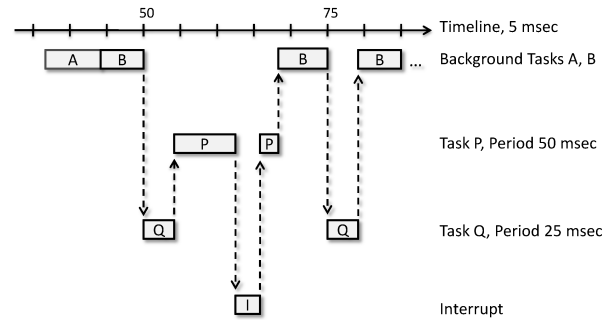 50 75
Timeline, 5 msec
A B B B ... Background Tasks A, B
P P Task P, Period 50 msec
Q Q Task Q, Period 25 msec
I Interrupt